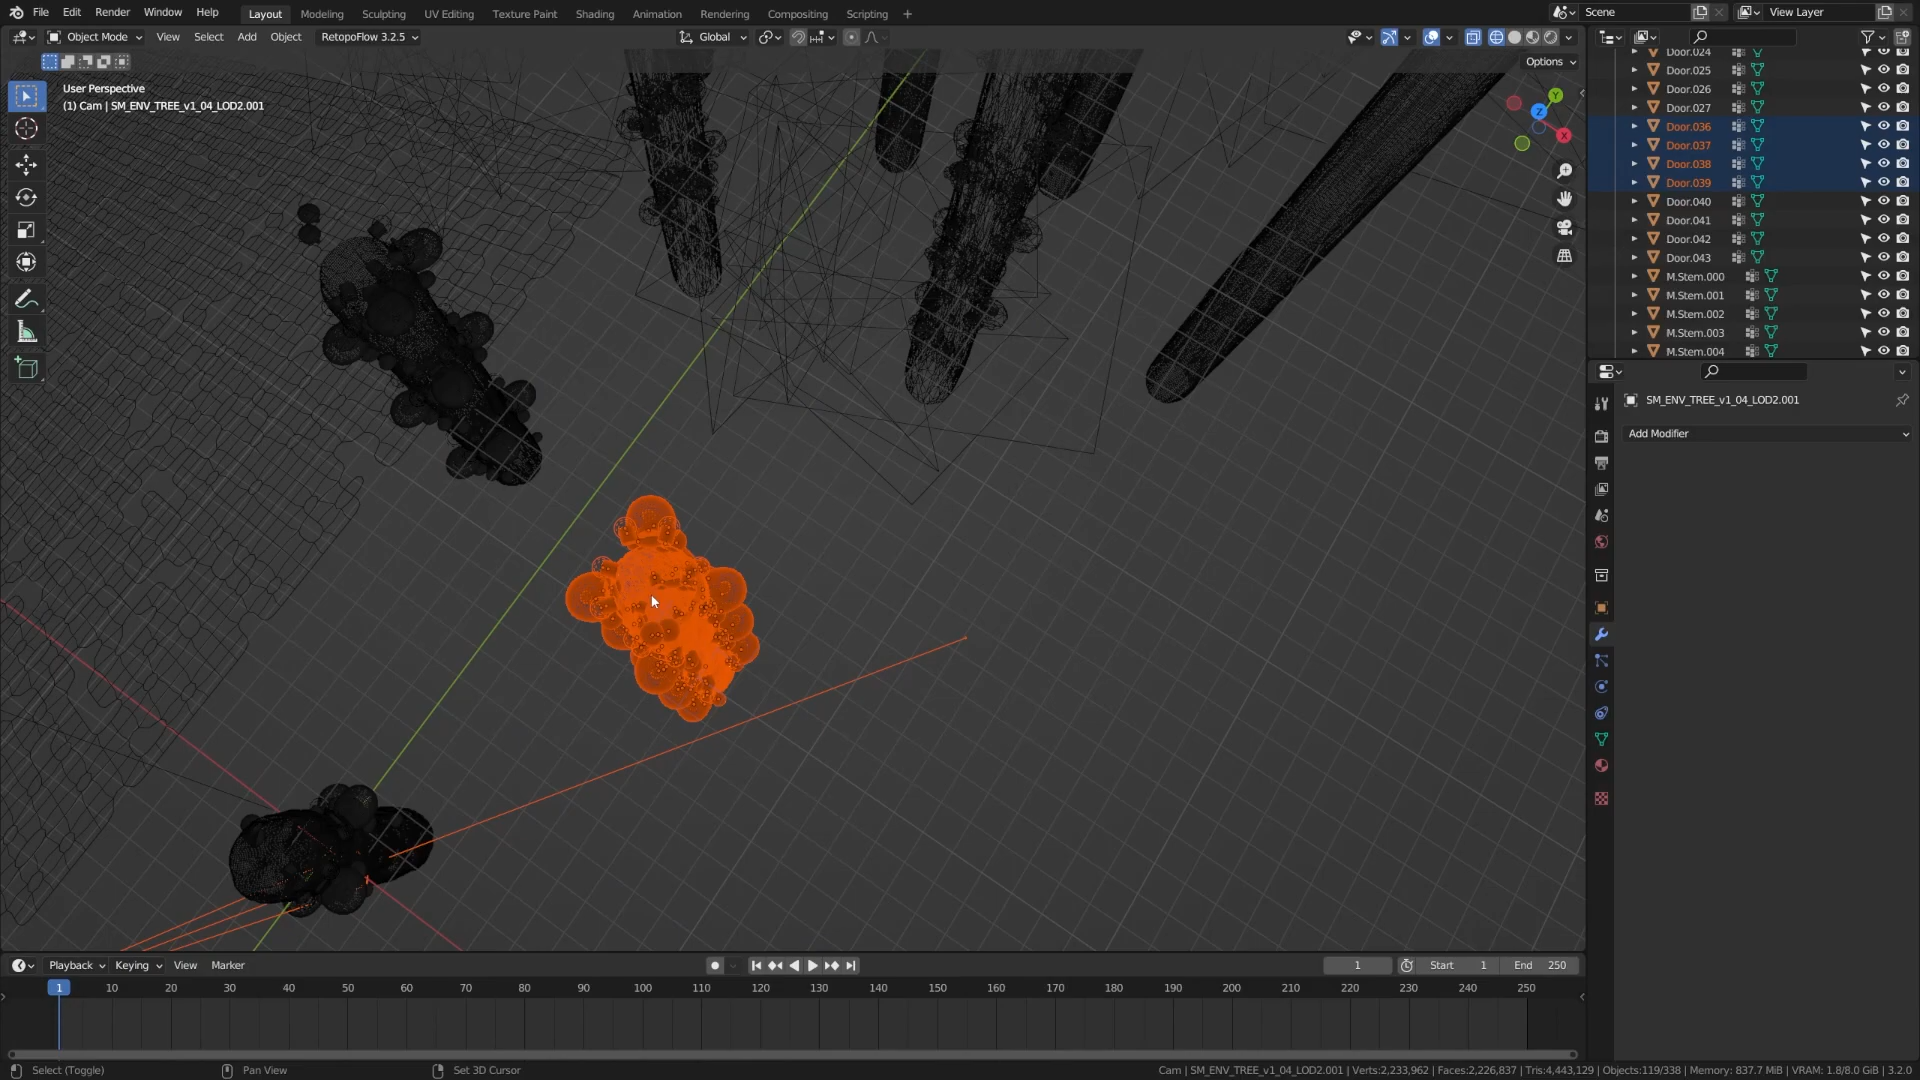 File Edit Render Window Help Layout Modeling Sculpting UV Editing Texture Paint Shading Animation Rendering Compositing Scripting + Scene View Layer
Object Mode View Select Add Object RetopoFlow 3.2.5 Global
Options
User Perspective
(1) Cam | SM_ENV_TREE_v1_04_LOD2.001
Y
Z
X
Door.024
Door.025
Door.026
Door.027
Door.036
Door.037
Door.038
Door.039
Door.040
Door.041
Door.042
Door.043
M.Stem.000
M.Stem.001
M.Stem.002
M.Stem.003
M.Stem.004
SM_ENV_TREE_v1_04_LOD2.001
Add Modifier
Playback Keying View Marker 1 Start 1 End 250
1 10 20 30 40 50 60 70 80 90 100 110 120 130 140 150 160 170 180 190 200 210 220 230 240 250
Select (Toggle) Pan View Set 3D Cursor Cam | SM_ENV_TREE_v1_04_LOD2.001 | Verts:2,233,962 | Faces:2,226,837 | Tris:4,443,129 | Objects:119/338 | Memory: 837.7 MiB | VRAM: 1.8/8.0 GiB | 3.2.0